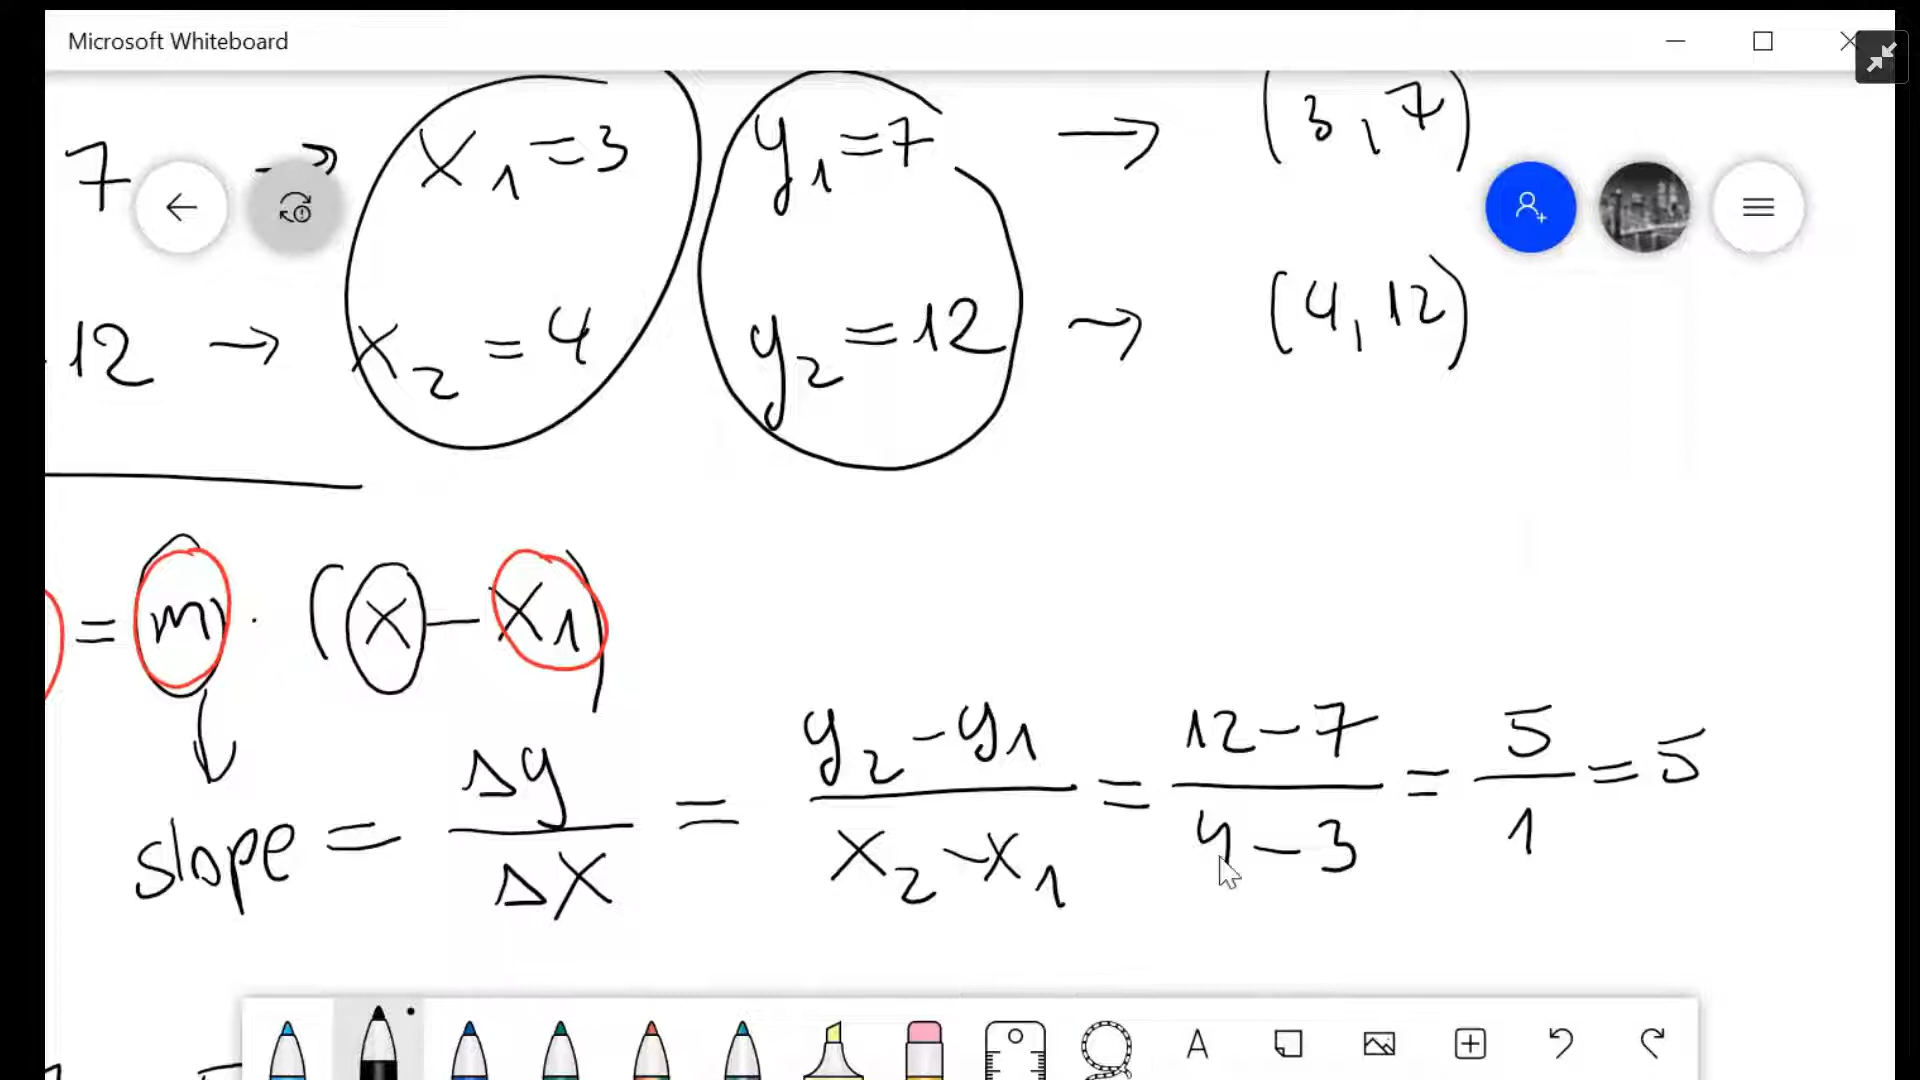 Microsoft Whiteboard
7 → x₁ = 3 y₁ = 7 → (3, 7)
12 → x₂ = 4 y₂ = 12 → (4, 12)
= m · (x − x₁)
slope = Δy/Δx = (y₂ − y₁)/(x₂ − x₁) = (12 − 7)/(4 − 3) = 5/1 = 5
A